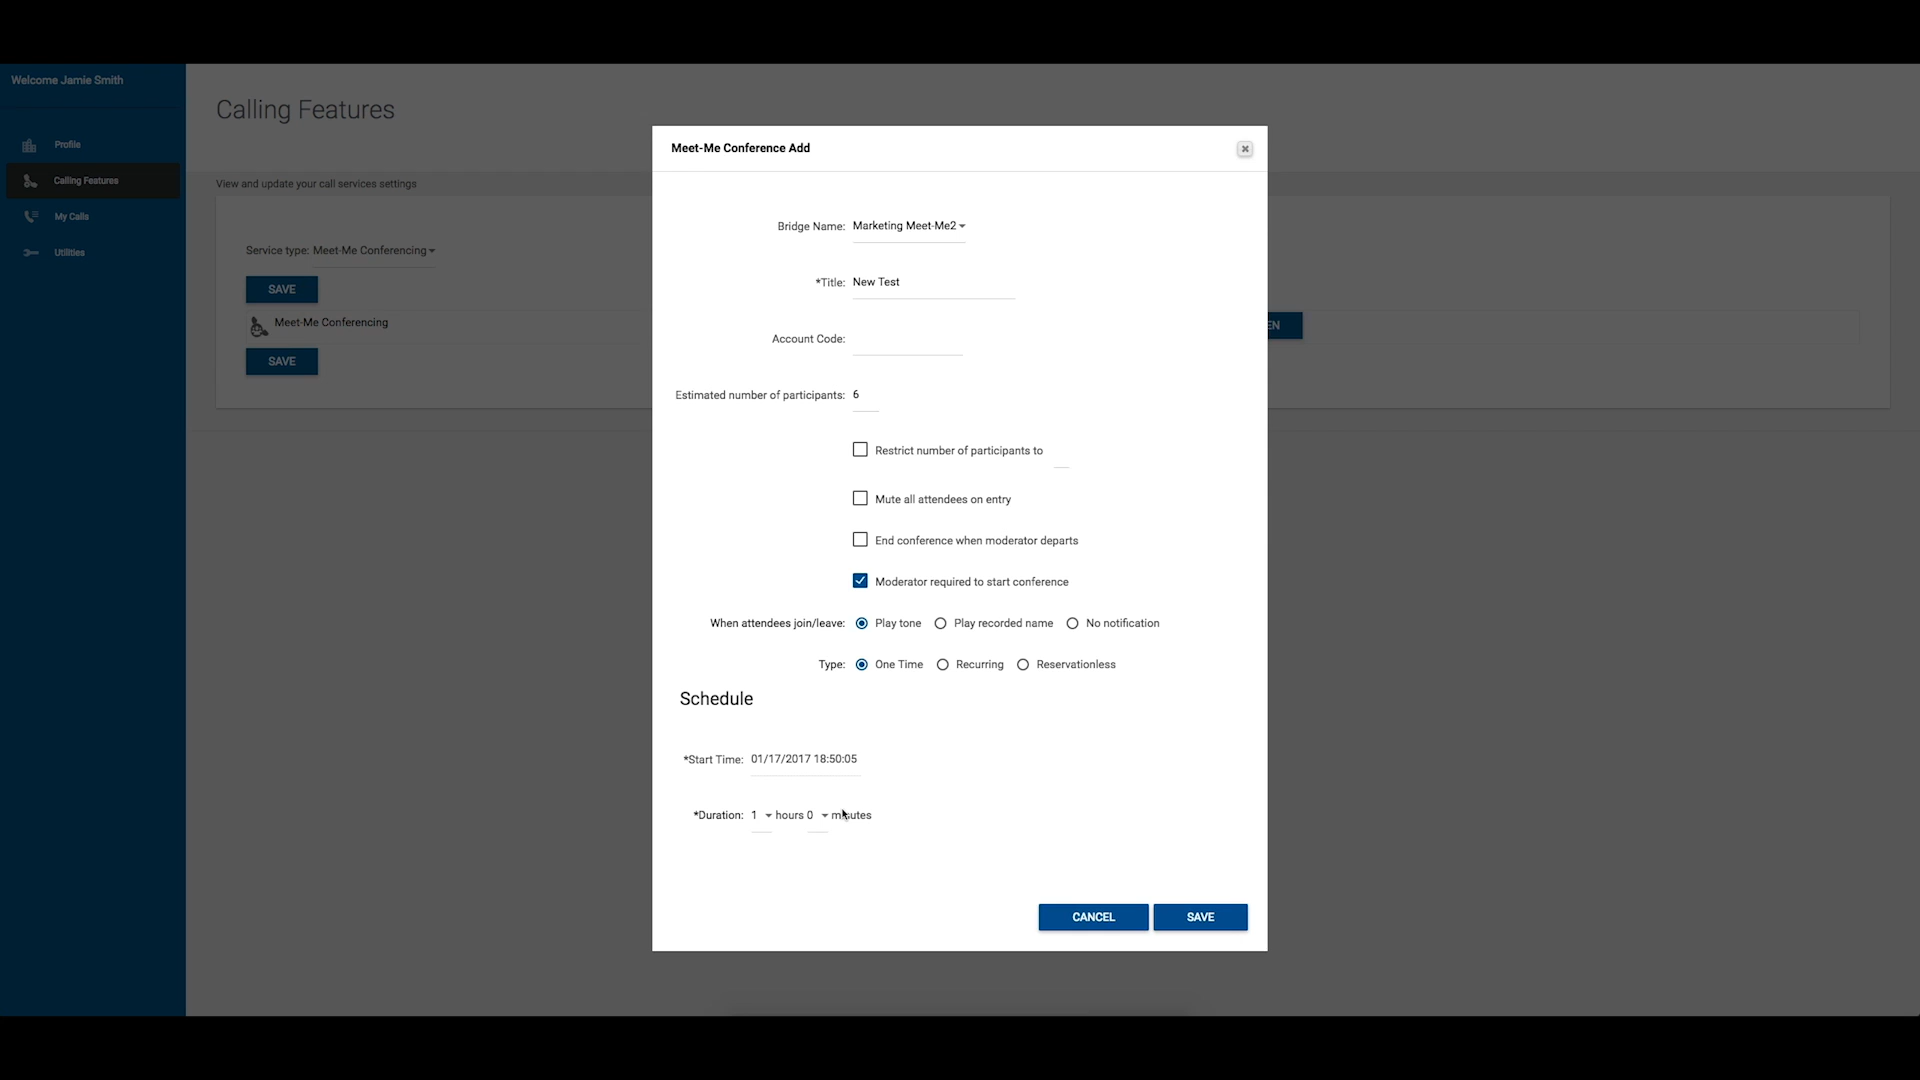 Welcome Jamie Smith
Profile
Calling Features
My Calls
Utilities
Calling Features
View and update your call services settings
Service type: Meet-Me Conferencing
SAVE
Meet-Me Conferencing
SAVE
EN
Meet-Me Conference Add
Bridge Name: Marketing Meet-Me2
*Title: New Test
Account Code:
Estimated number of participants: 6
Restrict number of participants to
Mute all attendees on entry
End conference when moderator departs
Moderator required to start conference
When attendees join/leave: Play tone Play recorded name No notification
Type: One Time Recurring Reservationless
Schedule
*Start Time: 01/17/2017 18:50:05
*Duration: 1 hours 0 minutes
CANCEL SAVE